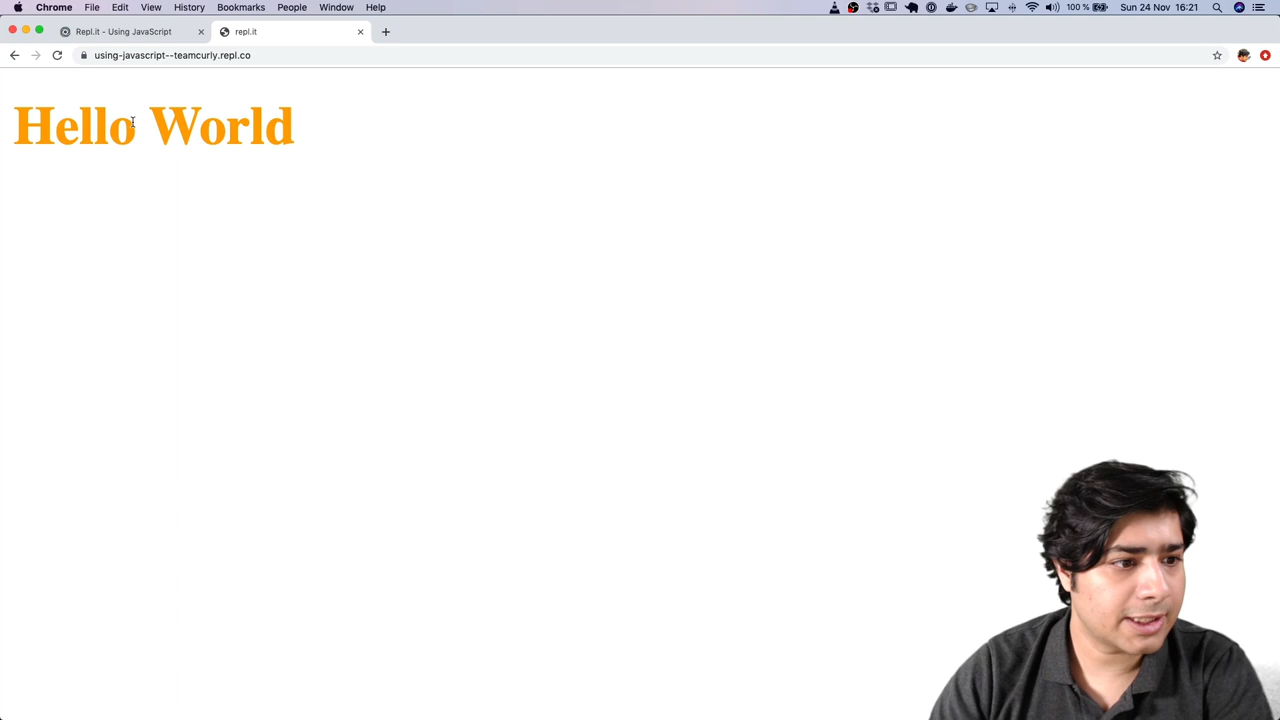 Chrome File Edit View History Bookmarks People Window Help 100 % Sun 24 Nov 16:21
Repl.it - Using JavaScript repl.it
using-javascript--teamcurly.repl.co
Hello World